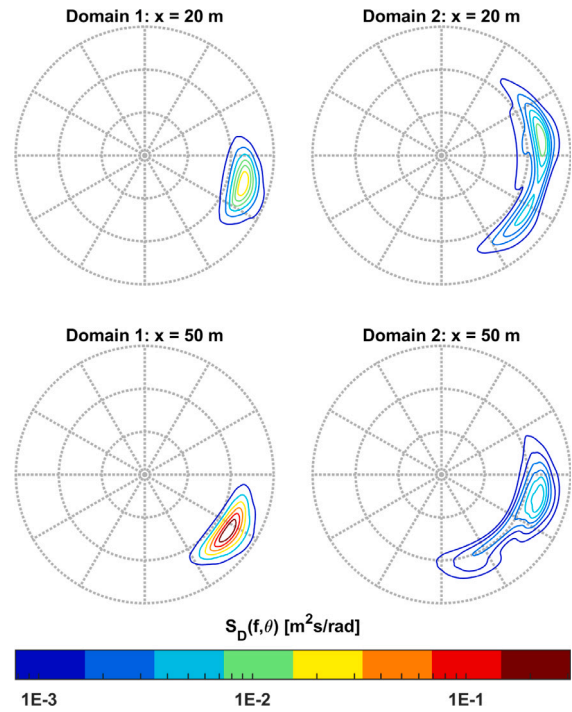 Domain 1: x = 20 m
Domain 2: x = 20 m
Domain 1: x = 50 m
Domain 2: x = 50 m
S_D(f,θ) [m²s/rad]
1E-3 1E-2 1E-1